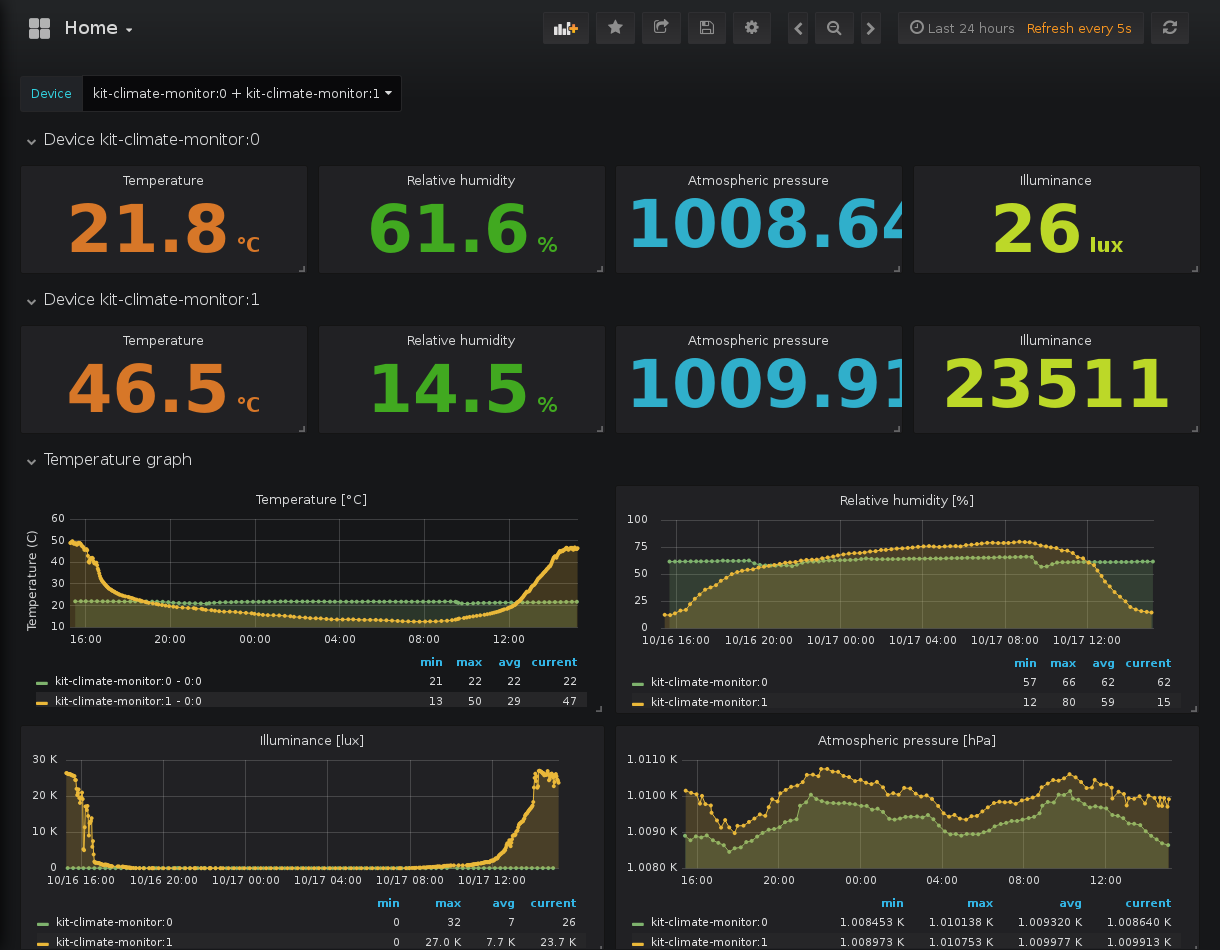 Home
Last 24 hours Refresh every 5s
Device kit-climate-monitor:0 + kit-climate-monitor:1
Device kit-climate-monitor:0
Temperature Relative humidity Atmospheric pressure Illuminance
21.8 °C 61.6 % 1008.64 26 lux
Device kit-climate-monitor:1
Temperature Relative humidity Atmospheric pressure Illuminance
46.5 °C 14.5 % 1009.91 23511
Temperature graph
Temperature [°C]
Temperature (C)
60
50
40
30
20
10
16:00 20:00 00:00 04:00 08:00 12:00
min max avg current
kit-climate-monitor:0 - 0:0 21 22 22 22
kit-climate-monitor:1 - 0:0 13 50 29 47
Relative humidity [%]
100
75
50
25
0
10/16 16:00 10/16 20:00 10/17 00:00 10/17 04:00 10/17 08:00 10/17 12:00
min max avg current
kit-climate-monitor:0 57 66 62 62
kit-climate-monitor:1 12 80 59 15
Illuminance [lux]
30 K
20 K
10 K
0
10/16 16:00 10/16 20:00 10/17 00:00 10/17 04:00 10/17 08:00 10/17 12:00
min max avg current
kit-climate-monitor:0 0 32 7 26
kit-climate-monitor:1 0 27.0 K 7.7 K 23.7 K
Atmospheric pressure [hPa]
1.0110 K
1.0100 K
1.0090 K
1.0080 K
16:00 20:00 00:00 04:00 08:00 12:00
min max avg current
kit-climate-monitor:0 1.008453 K 1.010138 K 1.009320 K 1.008640 K
kit-climate-monitor:1 1.008973 K 1.010753 K 1.009977 K 1.009913 K